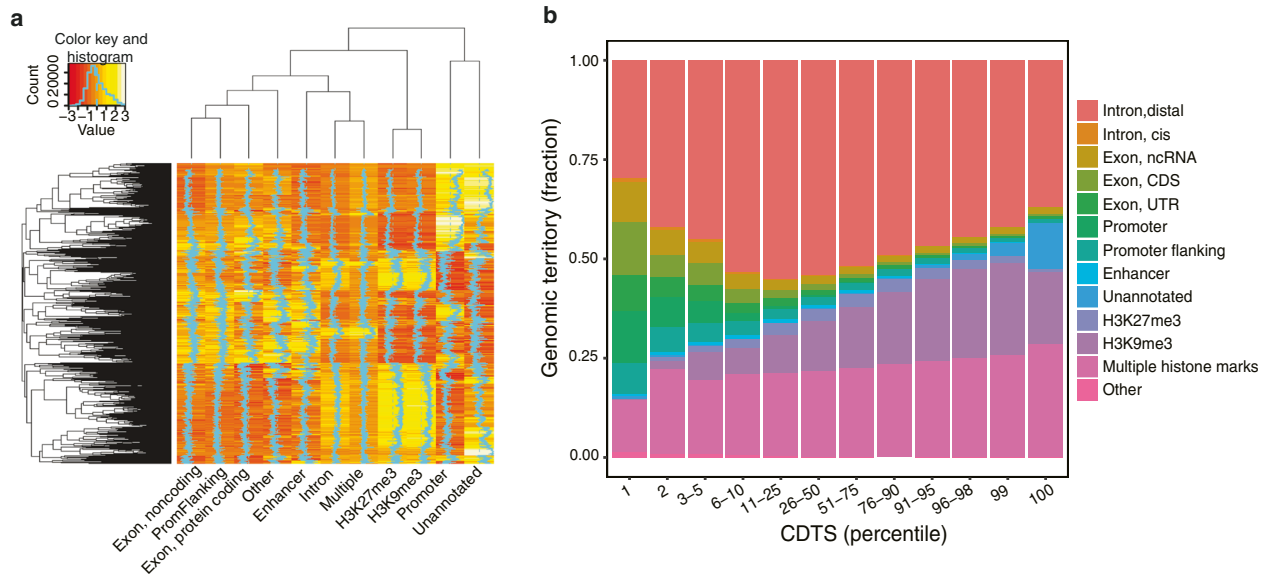 a
Color key and
histogram
Count
0 20000
−3 −1 1 2 3
Value
Exon, noncoding
PromFlanking
Exon, protein coding
Other
Enhancer
Intron
Multiple
H3K27me3
H3K9me3
Promoter
Unannotated
b
Genomic territory (fraction)
1.00
0.75
0.50
0.25
0.00
1
2
3–5
6–10
11–25
26–50
51–75
76–90
91–95
96–98
99
100
CDTS (percentile)
Intron,distal
Intron, cis
Exon, ncRNA
Exon, CDS
Exon, UTR
Promoter
Promoter flanking
Enhancer
Unannotated
H3K27me3
H3K9me3
Multiple histone marks
Other